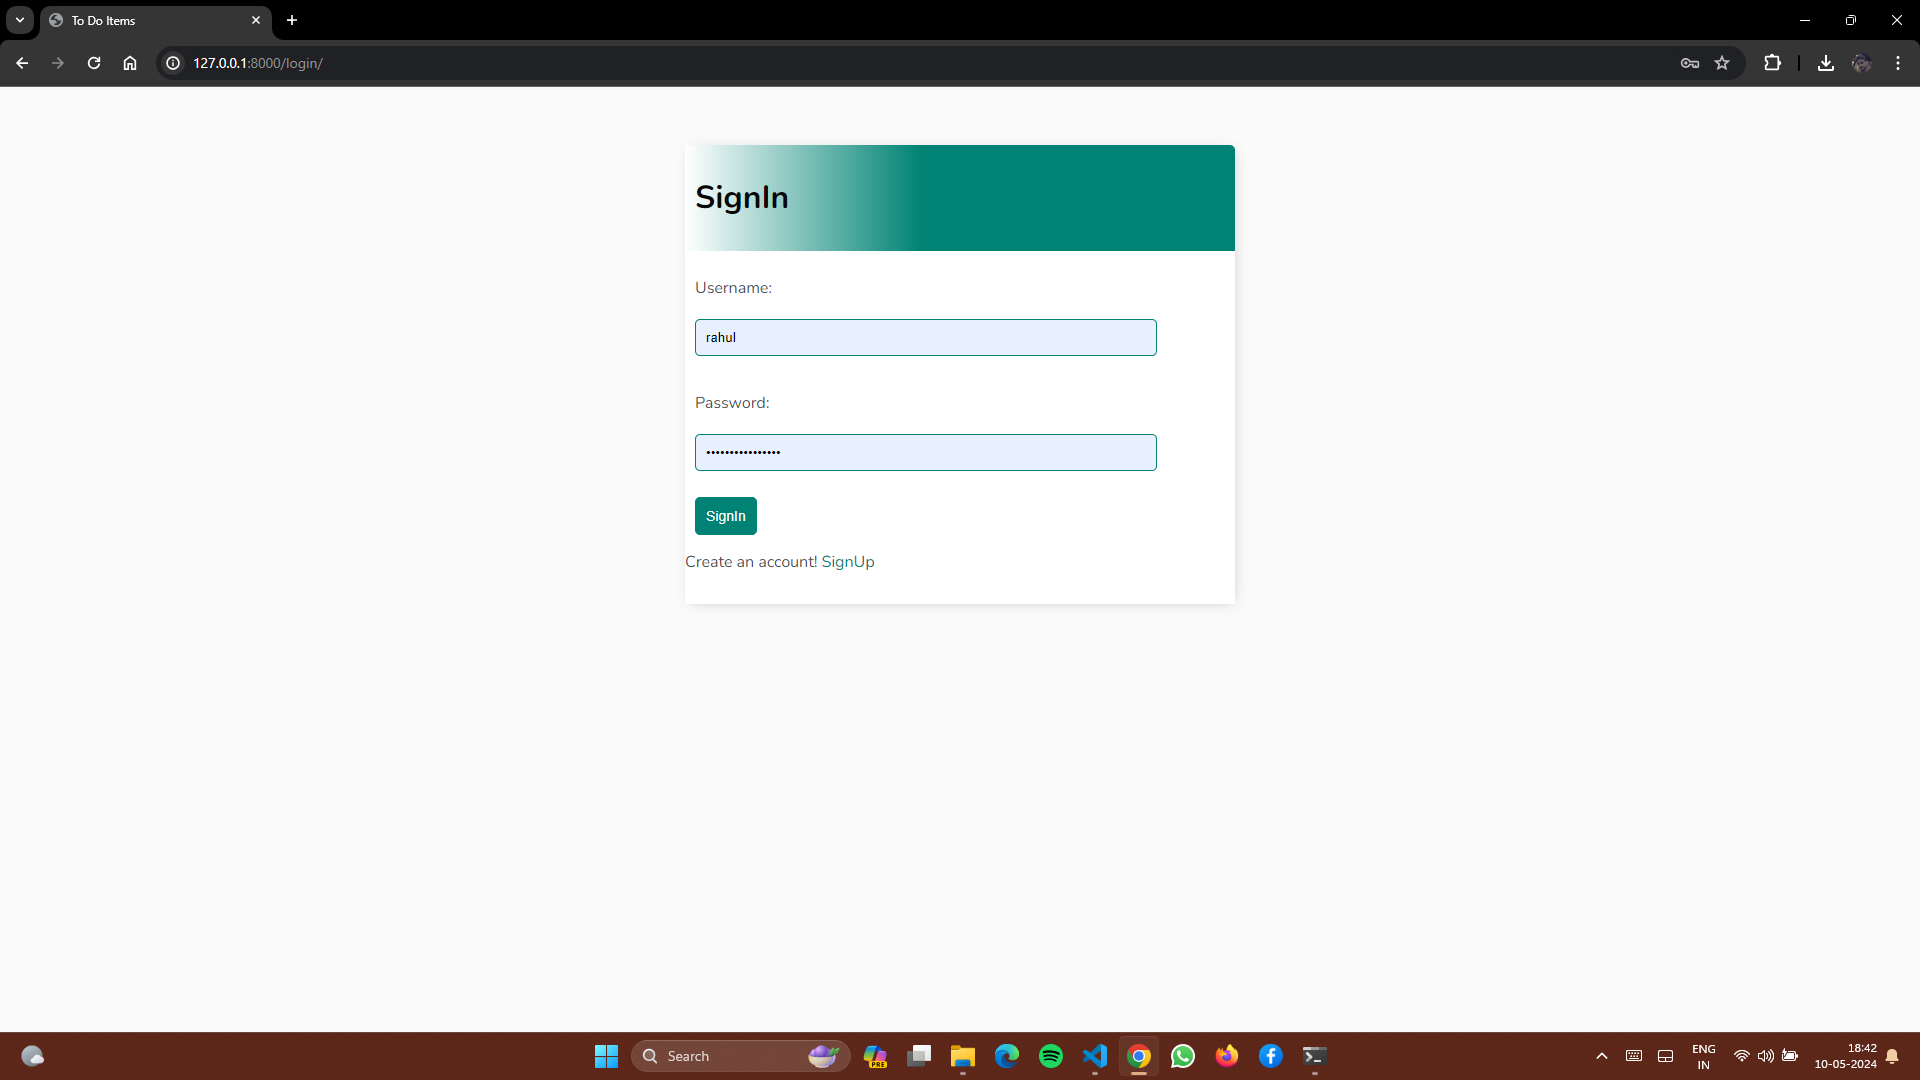 To Do Items
127.0.0.1:8000/login/
SignIn
Username:
rahul
Password:
••••••••••••••••
SignIn
Create an account! SignUp
Search
PRE
ENG
IN
18:42
10-05-2024